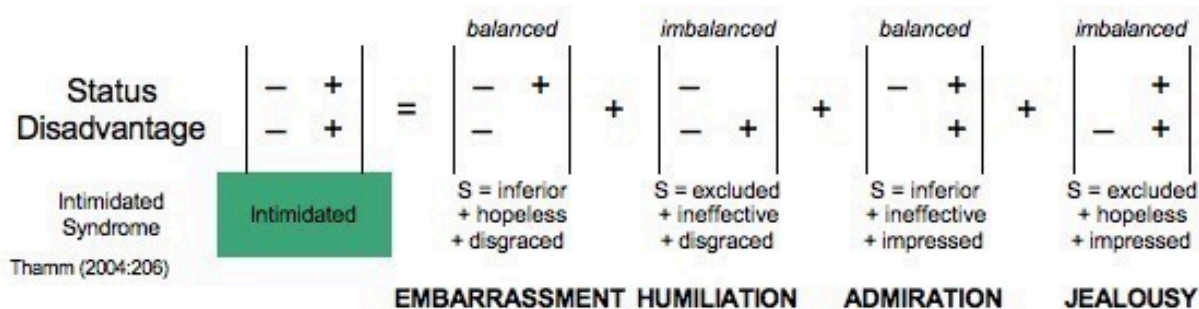 balanced imbalanced balanced imbalanced
– + – + – – + +
Status
Disadvantage
= + + +
– + – – + + – +
Intimidated
Syndrome
Intimidated
S = inferior
+ hopeless
+ disgraced
S = excluded
+ ineffective
+ disgraced
S = inferior
+ ineffective
+ impressed
S = excluded
+ hopeless
+ impressed
Thamm (2004:206)
EMBARRASSMENT HUMILIATION ADMIRATION JEALOUSY